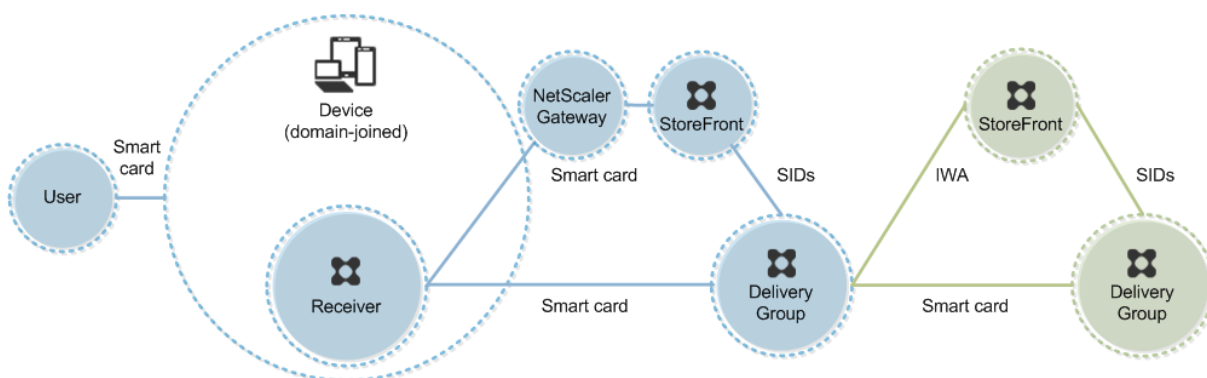 User
Smart
card
Device
(domain-joined)
Receiver
NetScaler
Gateway
StoreFront
Smart card
SIDs
Smart card
Delivery
Group
IWA
StoreFront
SIDs
Smart card
Delivery
Group